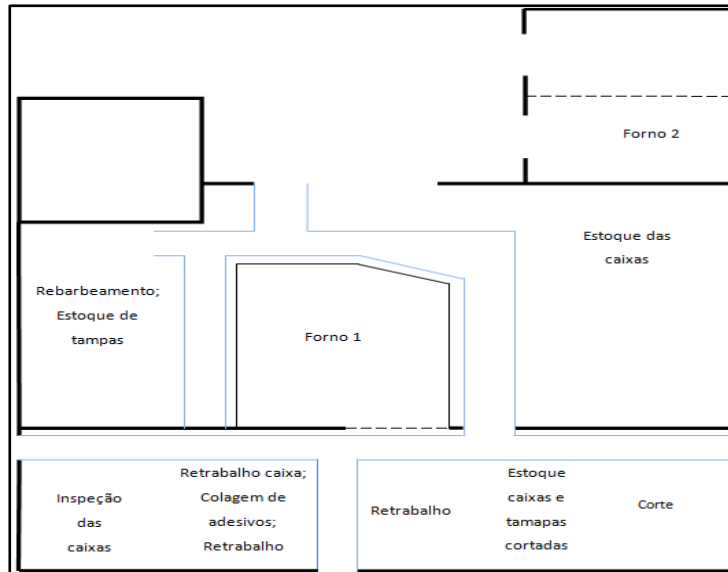 Forno 2
Estoque das
caixas
Rebarbeamento;
Estoque de
tampas
Forno 1
Inspeção
das
caixas
Retrabalho caixa;
Colagem de
adesivos;
Retrabalho
Retrabalho
Estoque
caixas e
tamapas
cortadas
Corte